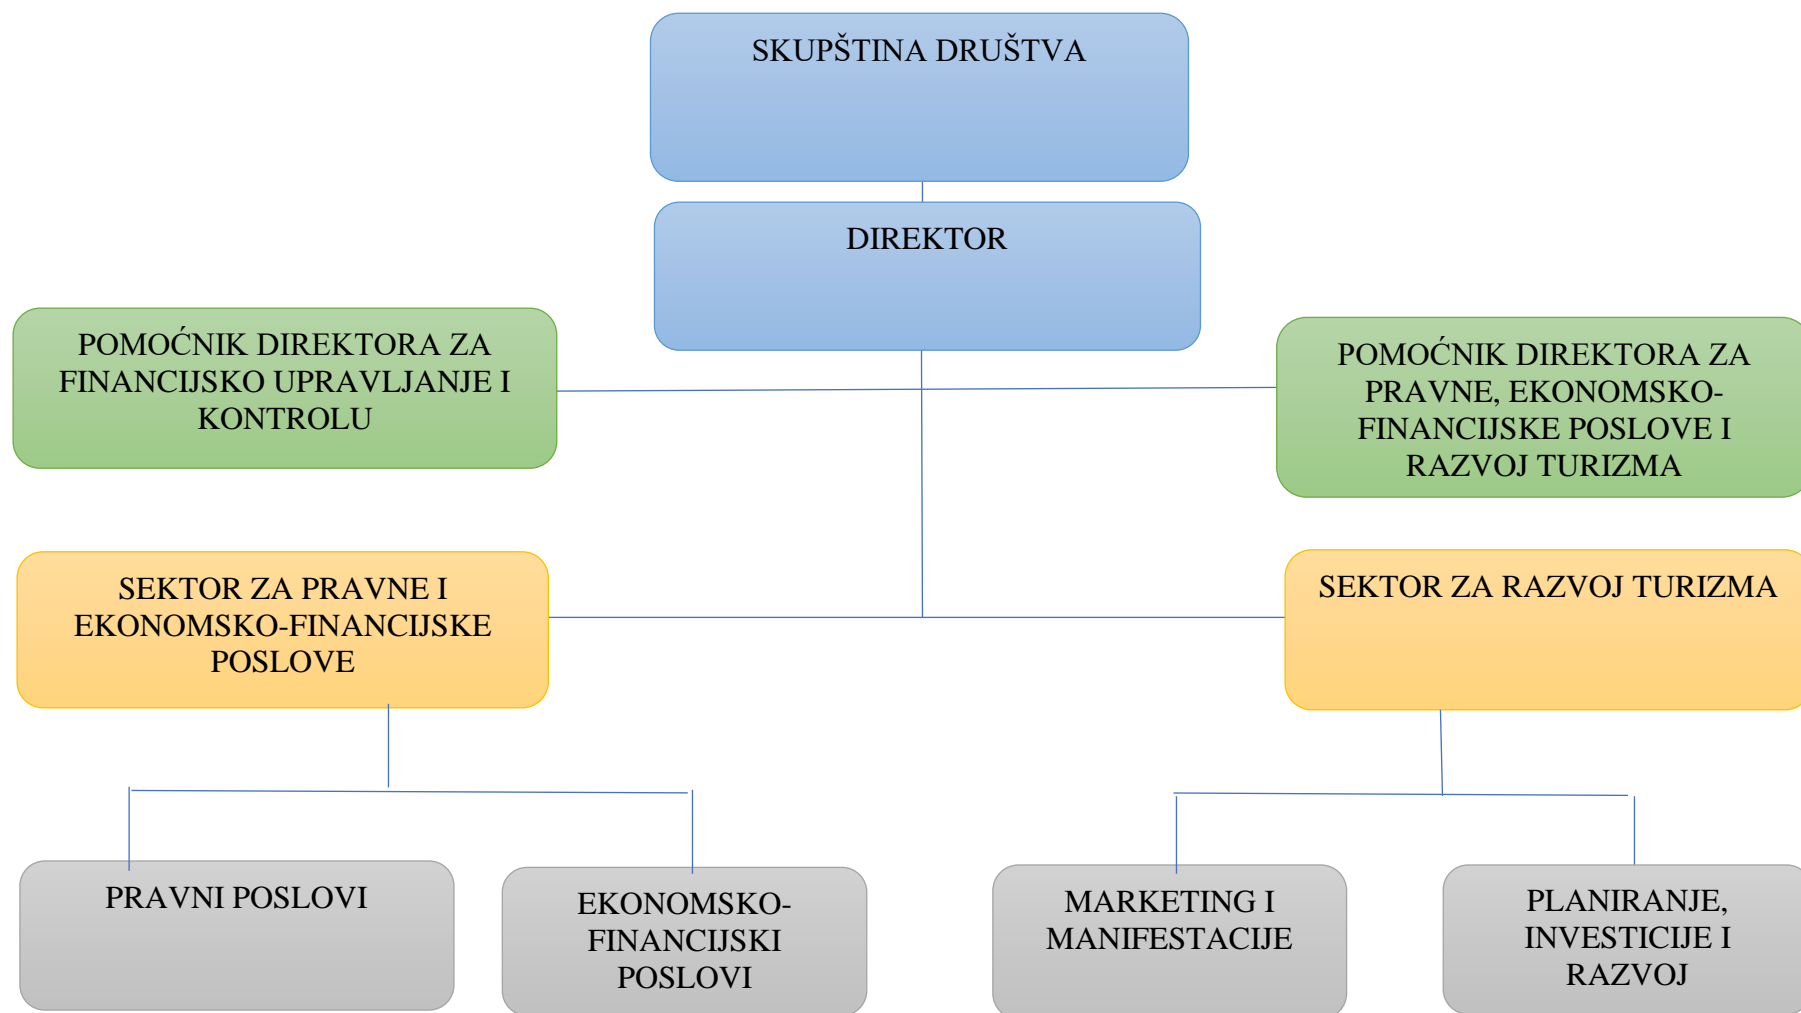 SKUPŠTINA DRUŠTVA
DIREKTOR
POMOĆNIK DIREKTORA ZA
FINANCIJSKO UPRAVLJANJE I
KONTROLU
POMOĆNIK DIREKTORA ZA
PRAVNE, EKONOMSKO-
FINANCIJSKE POSLOVE I
RAZVOJ TURIZMA
SEKTOR ZA PRAVNE I
EKONOMSKO-FINANCIJSKE
POSLOVE
SEKTOR ZA RAZVOJ TURIZMA
PRAVNI POSLOVI
EKONOMSKO-
FINANCIJSKI
POSLOVI
MARKETING I
MANIFESTACIJE
PLANIRANJE,
INVESTICIJE I
RAZVOJ